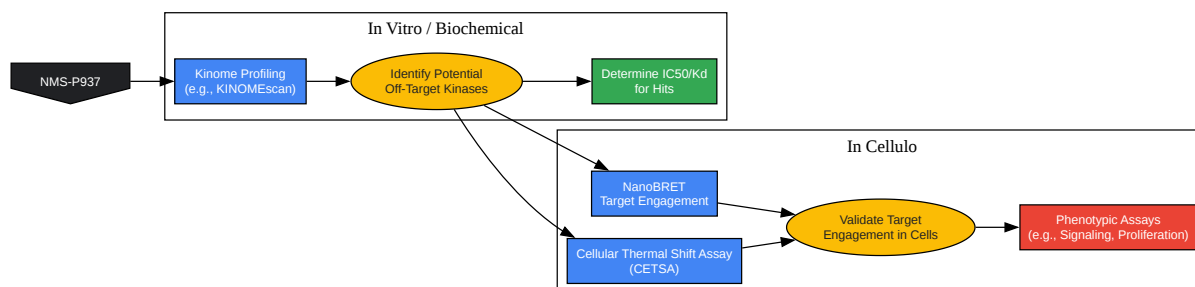 In Vitro / Biochemical
NMS-P937
Kinome Profiling
(e.g., KINOMEscan)
Identify Potential
Off-Target Kinases
Determine IC50/Kd
for Hits
In Cellulo
NanoBRET
Target Engagement
Cellular Thermal Shift Assay
(CETSA)
Validate Target
Engagement in Cells
Phenotypic Assays
(e.g., Signaling, Proliferation)